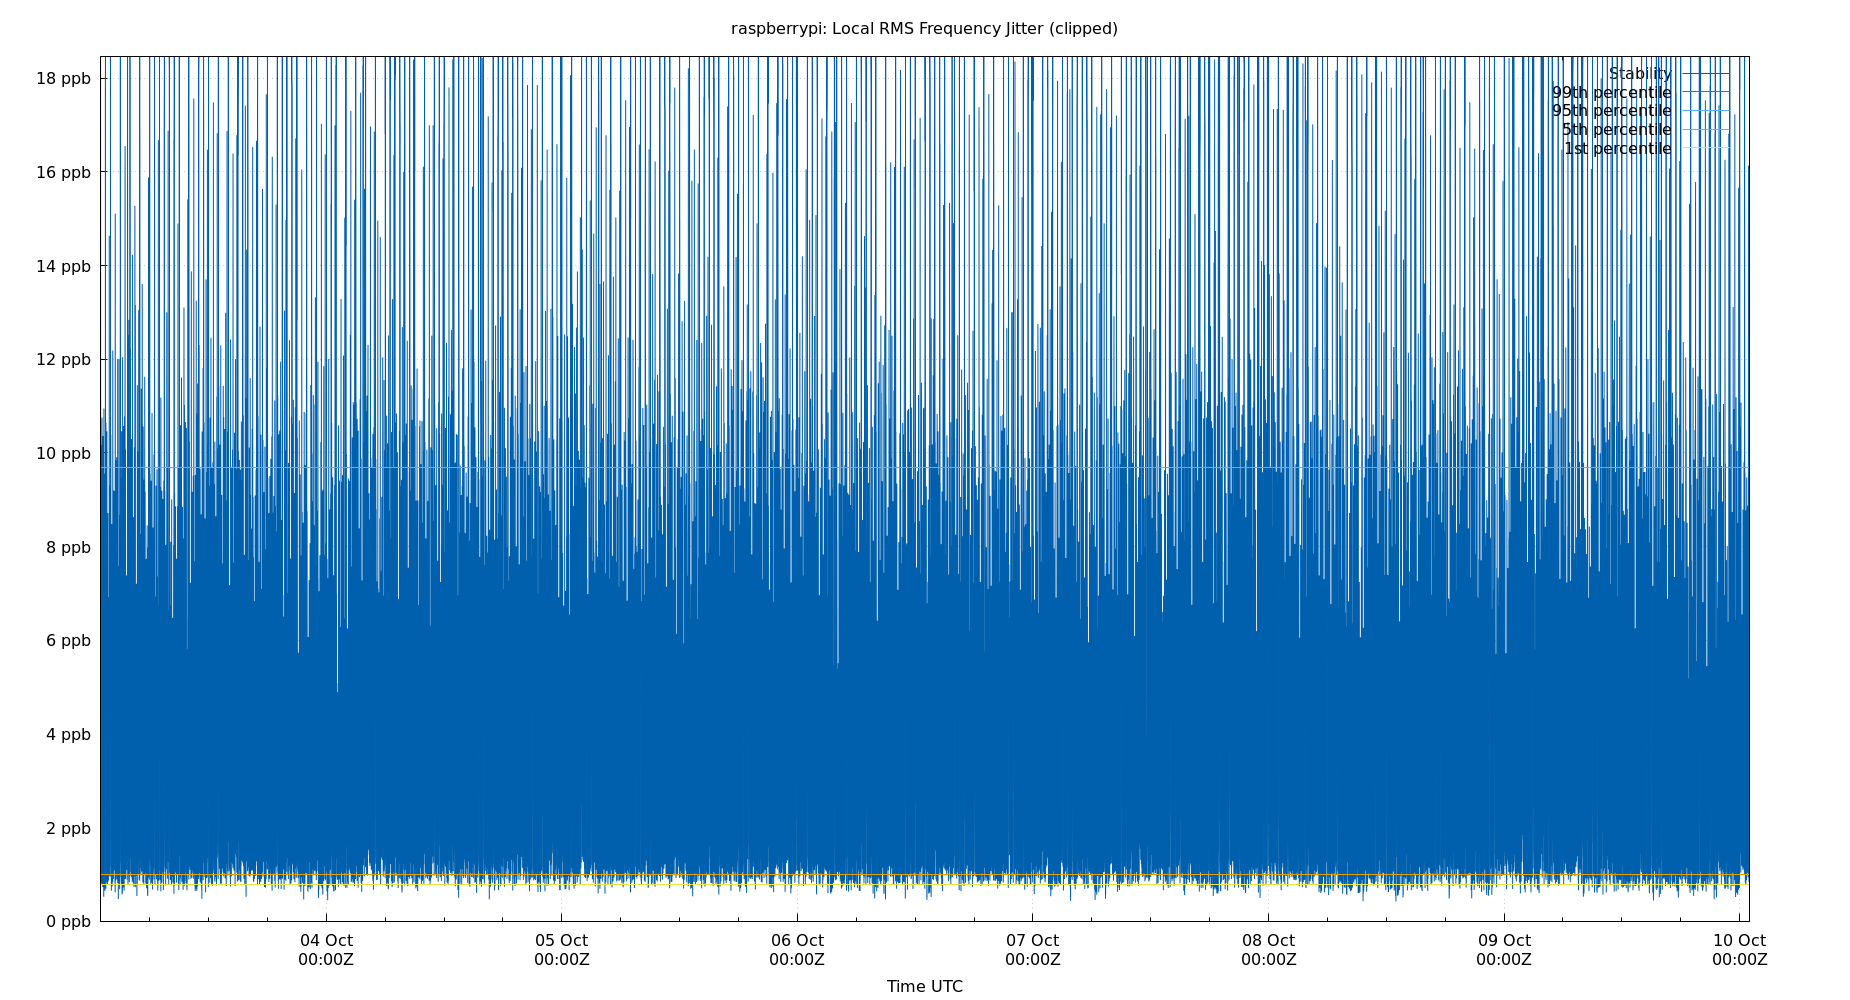 raspberrypi: Local RMS Frequency Jitter (clipped)
18 ppb
16 ppb
14 ppb
12 ppb
10 ppb
8 ppb
6 ppb
4 ppb
2 ppb
0 ppb
Stability
99th percentile
95th percentile
5th percentile
1st percentile
04 Oct
00:00Z
05 Oct
00:00Z
06 Oct
00:00Z
07 Oct
00:00Z
08 Oct
00:00Z
09 Oct
00:00Z
10 Oct
00:00Z
Time UTC